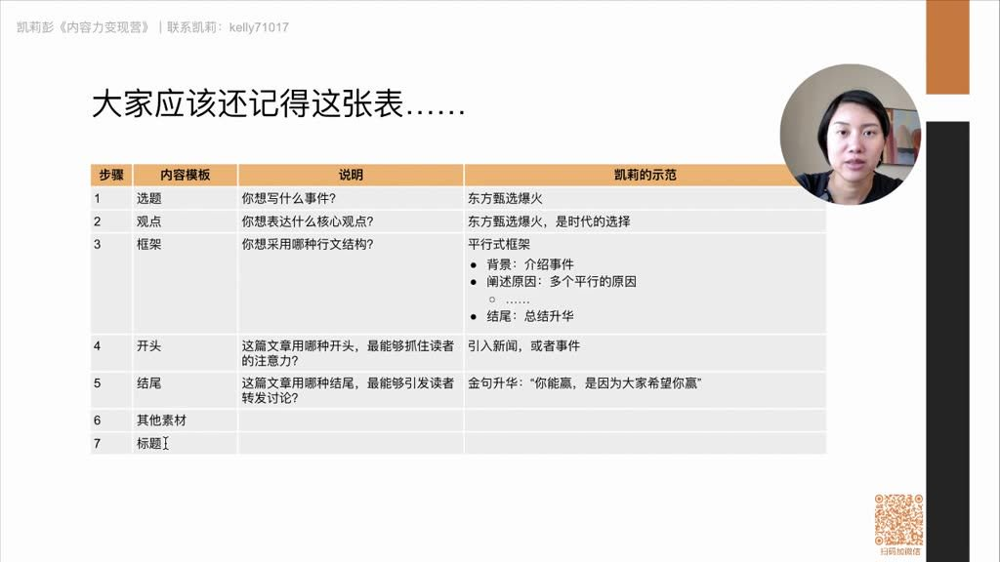 凯莉彭《内容力变现营》｜联系凯莉：kelly71017
大家应该还记得这张表……
步骤 内容模板 说明 凯莉的示范
1 选题 你想写什么事件？ 东方甄选爆火
2 观点 你想表达什么核心观点？ 东方甄选爆火，是时代的选择
3 框架 你想采用哪种行文结构？ 平行式框架
● 背景：介绍事件
● 阐述原因：多个平行的原因
○ ……
● 结尾：总结升华
4 开头 这篇文章用哪种开头，最能够抓住读者 引入新闻，或者事件
的注意力？
5 结尾 这篇文章用哪种结尾，最能够引发读者 金句升华：“你能赢，是因为大家希望你赢”
转发讨论？
6 其他素材
7 标题
扫码加微信